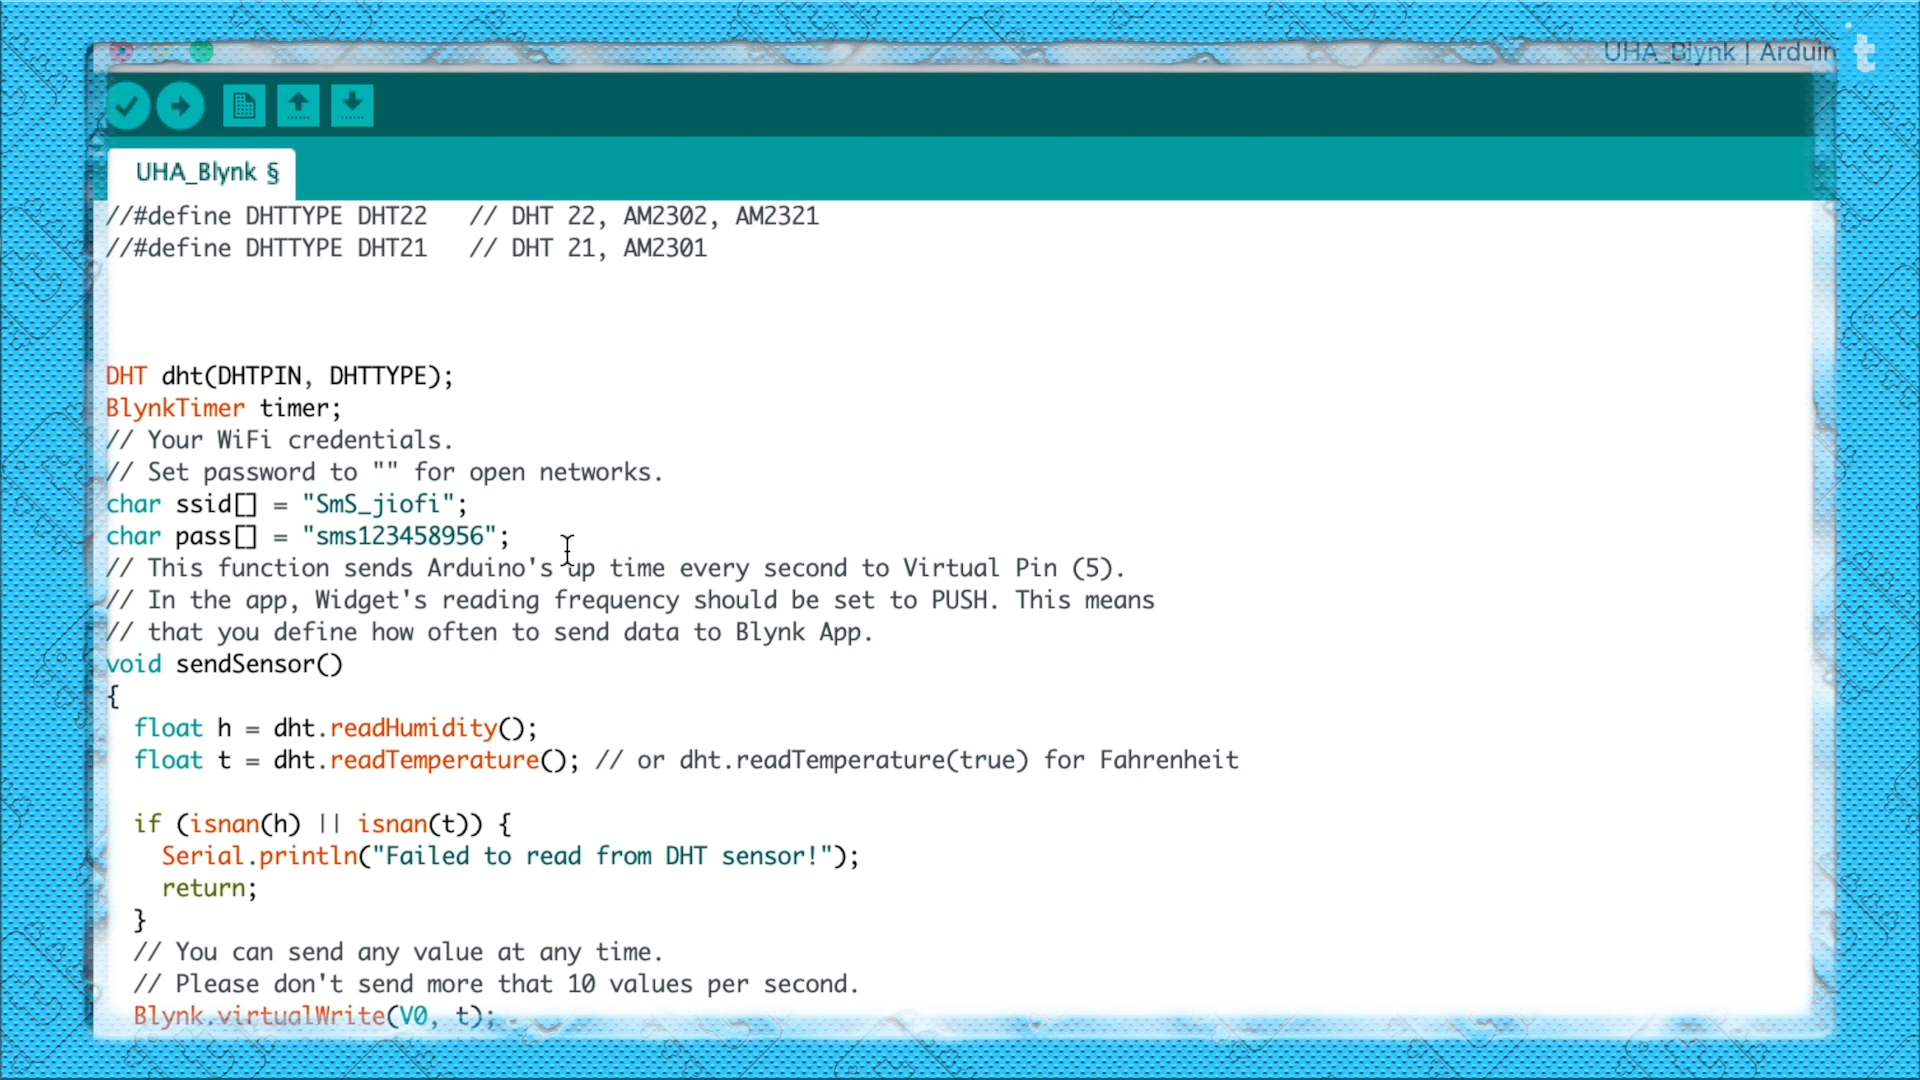 UHA_Blynk | Arduin
t
UHA_Blynk §
//#define DHTTYPE DHT22   // DHT 22, AM2302, AM2321
//#define DHTTYPE DHT21   // DHT 21, AM2301
DHT dht(DHTPIN, DHTTYPE);
BlynkTimer timer;
// Your WiFi credentials.
// Set password to "" for open networks.
char ssid[] = "SmS_jiofi";
char pass[] = "sms123458956";
// This function sends Arduino's up time every second to Virtual Pin (5).
// In the app, Widget's reading frequency should be set to PUSH. This means
// that you define how often to send data to Blynk App.
void sendSensor()
{
  float h = dht.readHumidity();
  float t = dht.readTemperature(); // or dht.readTemperature(true) for Fahrenheit
  if (isnan(h) || isnan(t)) {
    Serial.println("Failed to read from DHT sensor!");
    return;
  }
  // You can send any value at any time.
  // Please don't send more that 10 values per second.
  Blynk.virtualWrite(V0, t);